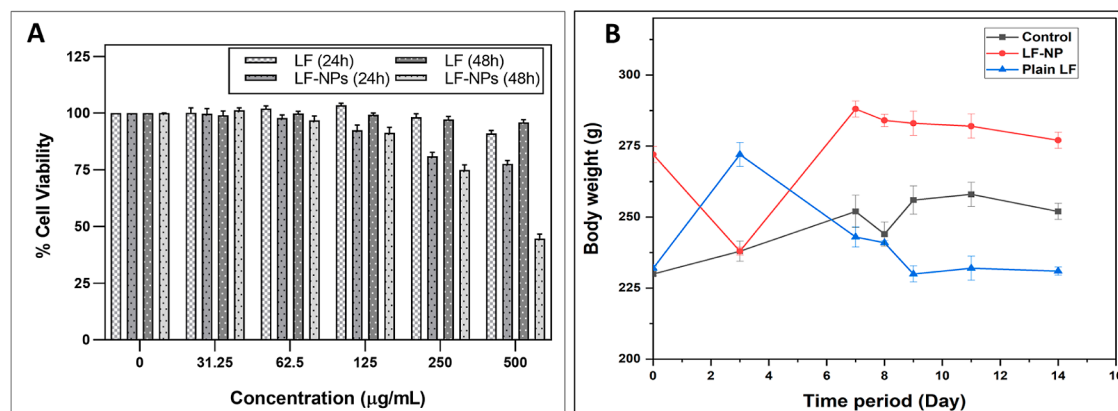 A
125
100
75
50
25
0
% Cell Viability
LF (24h)
LF (48h)
LF-NPs (24h)
LF-NPs (48h)
0 31.25 62.5 125 250 500
Concentration (μg/mL)
B
Control
LF-NP
Plain LF
300
275
250
225
200
Body weight (g)
0 2 4 6 8 10 12 14 16
Time period (Day)